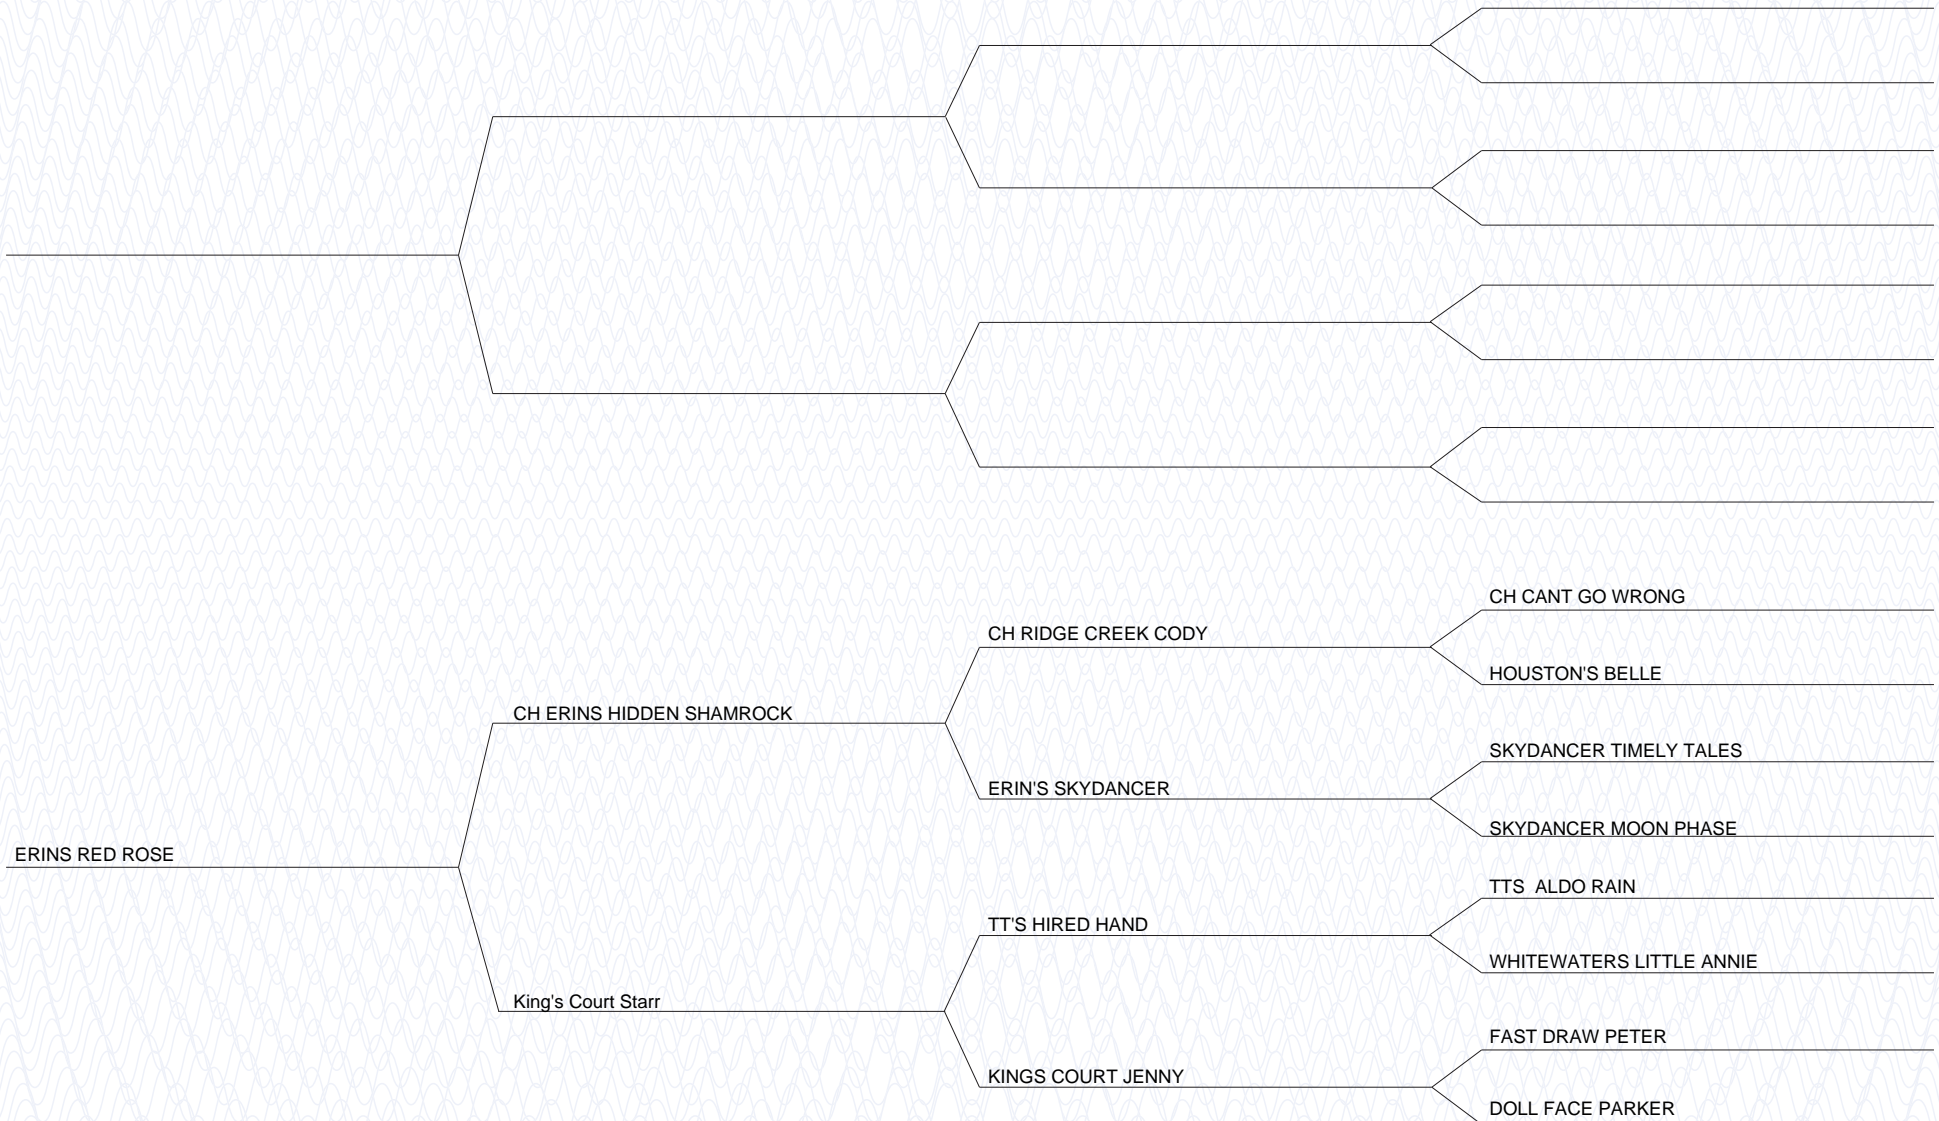 CH CANT GO WRONG
CH RIDGE CREEK CODY
HOUSTON'S BELLE
CH ERINS HIDDEN SHAMROCK
SKYDANCER TIMELY TALES
ERIN'S SKYDANCER
SKYDANCER MOON PHASE
ERINS RED ROSE
TTS  ALDO RAIN
TT'S HIRED HAND
WHITEWATERS LITTLE ANNIE
King's Court Starr
FAST DRAW PETER
KINGS COURT JENNY
DOLL FACE PARKER